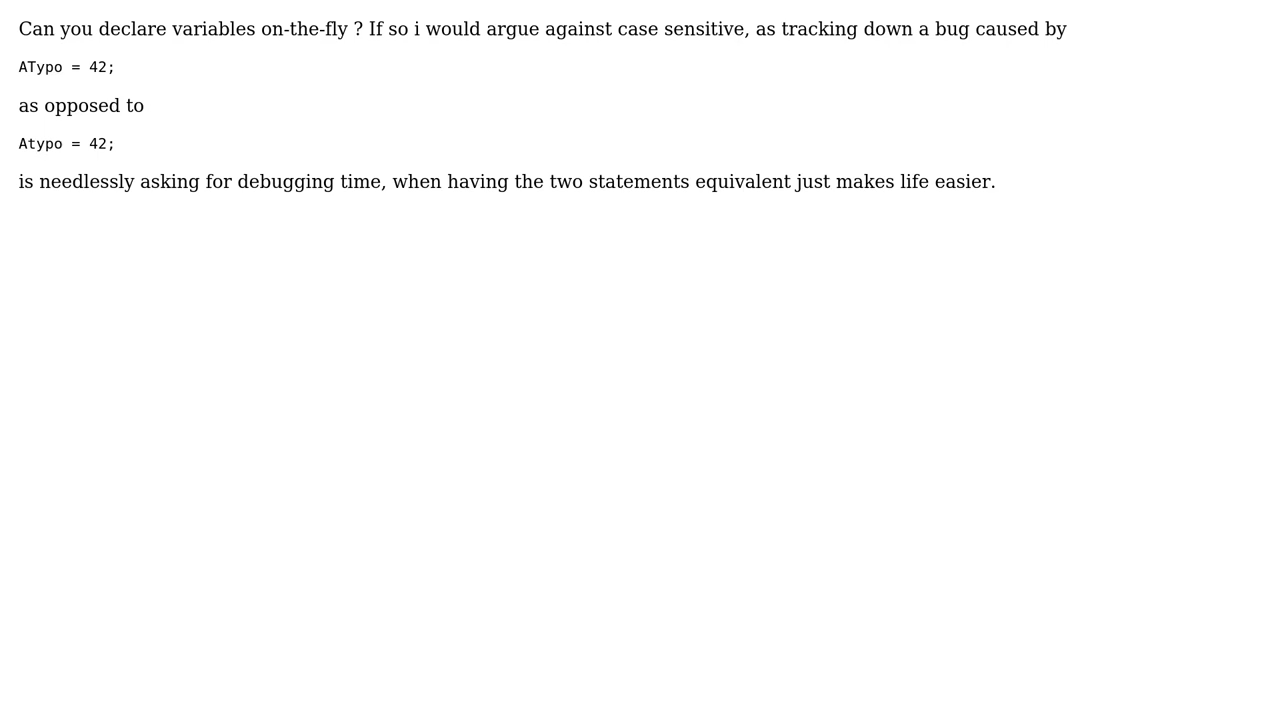 Can you declare variables on-the-fly ? If so i would argue against case sensitive, as tracking down a bug caused by
ATypo = 42;
as opposed to
Atypo = 42;
is needlessly asking for debugging time, when having the two statements equivalent just makes life easier.